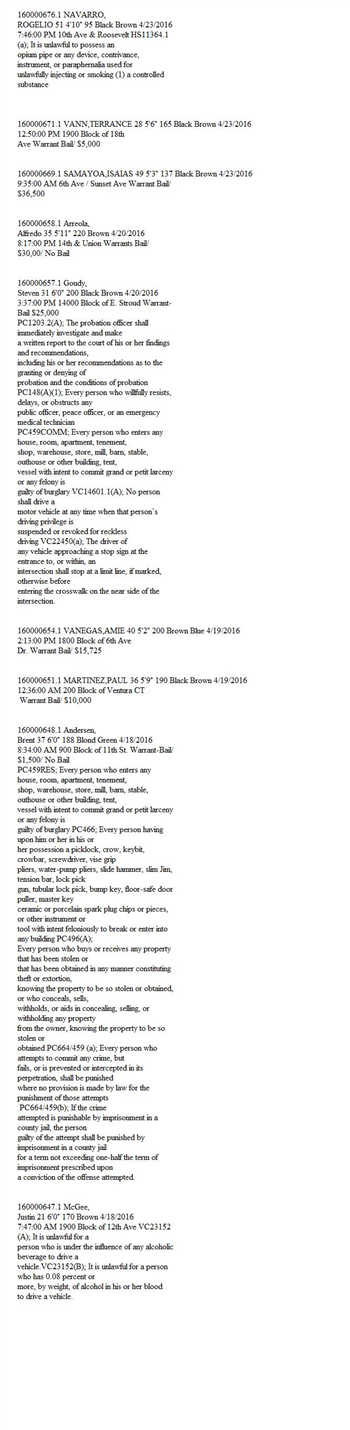 160000676.1 NAVARRO,
ROGELIO 51 4'10" 95 Black Brown 4/23/2016
7:46:00 PM 10th Ave & Roosevelt HS11364.1
(a); It is unlawful to possess an
opium pipe or any device, contrivance,
instrument, or paraphernalia used for
unlawfully injecting or smoking (1) a controlled
substance
160000671.1 VANN,TERRANCE 28 5'6" 165 Black Brown 4/23/2016
12:50:00 PM 1900 Block of 18th
Ave Warrant Bail/ $5,000
160000669.1 SAMAYOA,ISAIAS 49 5'3" 137 Black Brown 4/23/2016
9:35:00 AM 6th Ave / Sunset Ave Warrant Bail/
$36,500
160000658.1 Arreola,
Alfredo 35 5'11" 220 Brown 4/20/2016
8:17:00 PM 14th & Union Warrants Bail/
$30,00/ No Bail
160000657.1 Goudy,
Steven 31 6'0" 200 Black Brown 4/20/2016
3:37:00 PM 14000 Block of E. Stroud Warrant-
Bail $25,000
PC1203.2(A); The probation officer shall
immediately investigate and make
a written report to the court of his or her findings
and recommendations,
including his or her recommendations as to the
granting or denying of
probation and the conditions of probation
PC148(A)(1); Every person who willfully resists,
delays, or obstructs any
public officer, peace officer, or an emergency
medical technician
PC459COMM; Every person who enters any
house, room, apartment, tenement,
shop, warehouse, store, mill, barn, stable,
outhouse or other building, tent,
vessel with intent to commit grand or petit larceny
or any felony is
guilty of burglary VC14601.1(A); No person
shall drive a
motor vehicle at any time when that person's
driving privilege is
suspended or revoked for reckless
driving VC22450(a); The driver of
any vehicle approaching a stop sign at the
entrance to, or within, an
intersection shall stop at a limit line, if marked,
otherwise before
entering the crosswalk on the near side of the
intersection.
160000654.1 VANEGAS,AMIE 40 5'2" 200 Brown Blue 4/19/2016
2:13:00 PM 1800 Block of 6th Ave
Dr. Warrant Bail/ $15,725
160000651.1 MARTINEZ,PAUL 36 5'9" 190 Black Brown 4/19/2016
12:36:00 AM 200 Block of Ventura CT
Warrant Bail/ $10,000
160000648.1 Andersen,
Brent 37 6'0" 188 Blond Green 4/18/2016
8:34:00 AM 900 Block of 11th St. Warrant-Bail/
$1,500/ No Bail
PC459RES; Every person who enters any
house, room, apartment, tenement,
shop, warehouse, store, mill, barn, stable,
outhouse or other building, tent,
vessel with intent to commit grand or petit larceny
or any felony is
guilty of burglary PC466; Every person having
upon him or her in his or
her possession a picklock, crow, keybit,
crowbar, screwdriver, vise grip
pliers, water-pump pliers, slide hammer, slim Jim,
tension bar, lock pick
gun, tubular lock pick, bump key, floor-safe door
puller, master key
ceramic or porcelain spark plug chips or pieces,
or other instrument or
tool with intent feloniously to break or enter into
any building PC496(A);
Every person who buys or receives any property
that has been stolen or
that has been obtained in any manner constituting
theft or extortion,
knowing the property to be so stolen or obtained,
or who conceals, sells,
withholds, or aids in concealing, selling, or
withholding any property
from the owner, knowing the property to be so
stolen or
obtained PC664/459 (a); Every person who
attempts to commit any crime, but
fails, or is prevented or intercepted in its
perpetration, shall be punished
where no provision is made by law for the
punishment of those attempts
PC664/459(b); If the crime
attempted is punishable by imprisonment in a
county jail, the person
guilty of the attempt shall be punished by
imprisonment in a county jail
for a term not exceeding one-half the term of
imprisonment prescribed upon
a conviction of the offense attempted.
160000647.1 McGee,
Justin 21 6'0" 170 Brown 4/18/2016
7:47:00 AM 1900 Block of 12th Ave VC23152
(A); It is unlawful for a
person who is under the influence of any alcoholic
beverage to drive a
vehicle.VC23152(B); It is unlawful for a person
who has 0.08 percent or
more, by weight, of alcohol in his or her blood
to drive a vehicle.